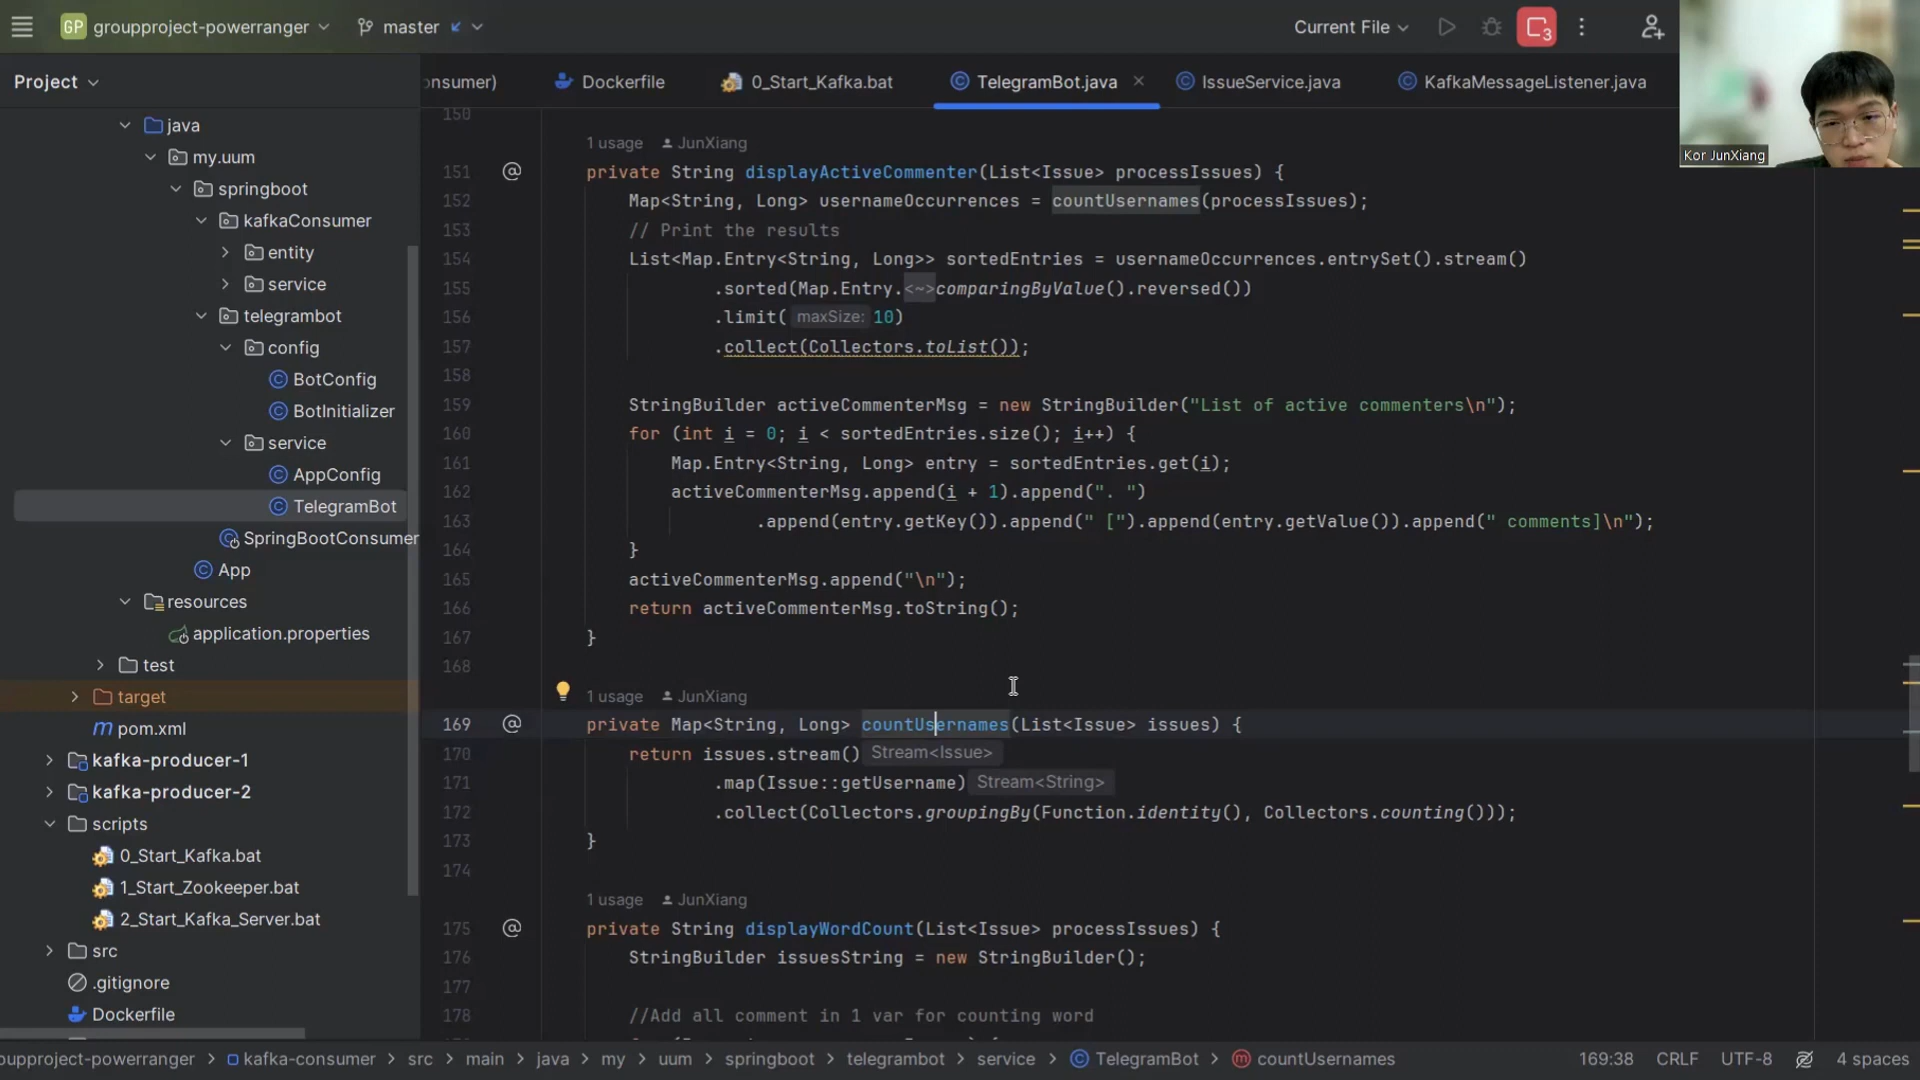 GP groupproject-powerranger master Current File 3
Project
onsumer) Dockerfile 0_Start_Kafka.bat TelegramBot.java IssueService.java KafkaMessageListener.java
Kor JunXiang
java
my.uum
springboot
kafkaConsumer
entity
service
telegrambot
config
BotConfig
BotInitializer
service
AppConfig
TelegramBot
SpringBootConsumer
App
resources
application.properties
test
target
pom.xml
kafka-producer-1
kafka-producer-2
scripts
0_Start_Kafka.bat
1_Start_Zookeeper.bat
2_Start_Kafka_Server.bat
src
.gitignore
Dockerfile
150
1 usage JunXiang
151 private String displayActiveCommenter(List<Issue> processIssues) {
152 Map<String, Long> usernameOccurrences = countUsernames(processIssues);
153 // Print the results
154 List<Map.Entry<String, Long>> sortedEntries = usernameOccurrences.entrySet().stream()
155 .sorted(Map.Entry.<~>comparingByValue().reversed())
156 .limit( maxSize: 10)
157 .collect(Collectors.toList());
158
159 StringBuilder activeCommenterMsg = new StringBuilder("List of active commenters\n");
160 for (int i = 0; i < sortedEntries.size(); i++) {
161 Map.Entry<String, Long> entry = sortedEntries.get(i);
162 activeCommenterMsg.append(i + 1).append(". ")
163 .append(entry.getKey()).append(" [").append(entry.getValue()).append(" comments]\n");
164 }
165 activeCommenterMsg.append("\n");
166 return activeCommenterMsg.toString();
167 }
168
1 usage JunXiang
169 private Map<String, Long> countUsernames(List<Issue> issues) {
170 return issues.stream() Stream<Issue>
171 .map(Issue::getUsername) Stream<String>
172 .collect(Collectors.groupingBy(Function.identity(), Collectors.counting()));
173 }
174
1 usage JunXiang
175 private String displayWordCount(List<Issue> processIssues) {
176 StringBuilder issuesString = new StringBuilder();
177
178 //Add all comment in 1 var for counting word
oupproject-powerranger > kafka-consumer > src > main > java > my > uum > springboot > telegrambot > service > TelegramBot > countUsernames 169:38 CRLF UTF-8 4 spaces